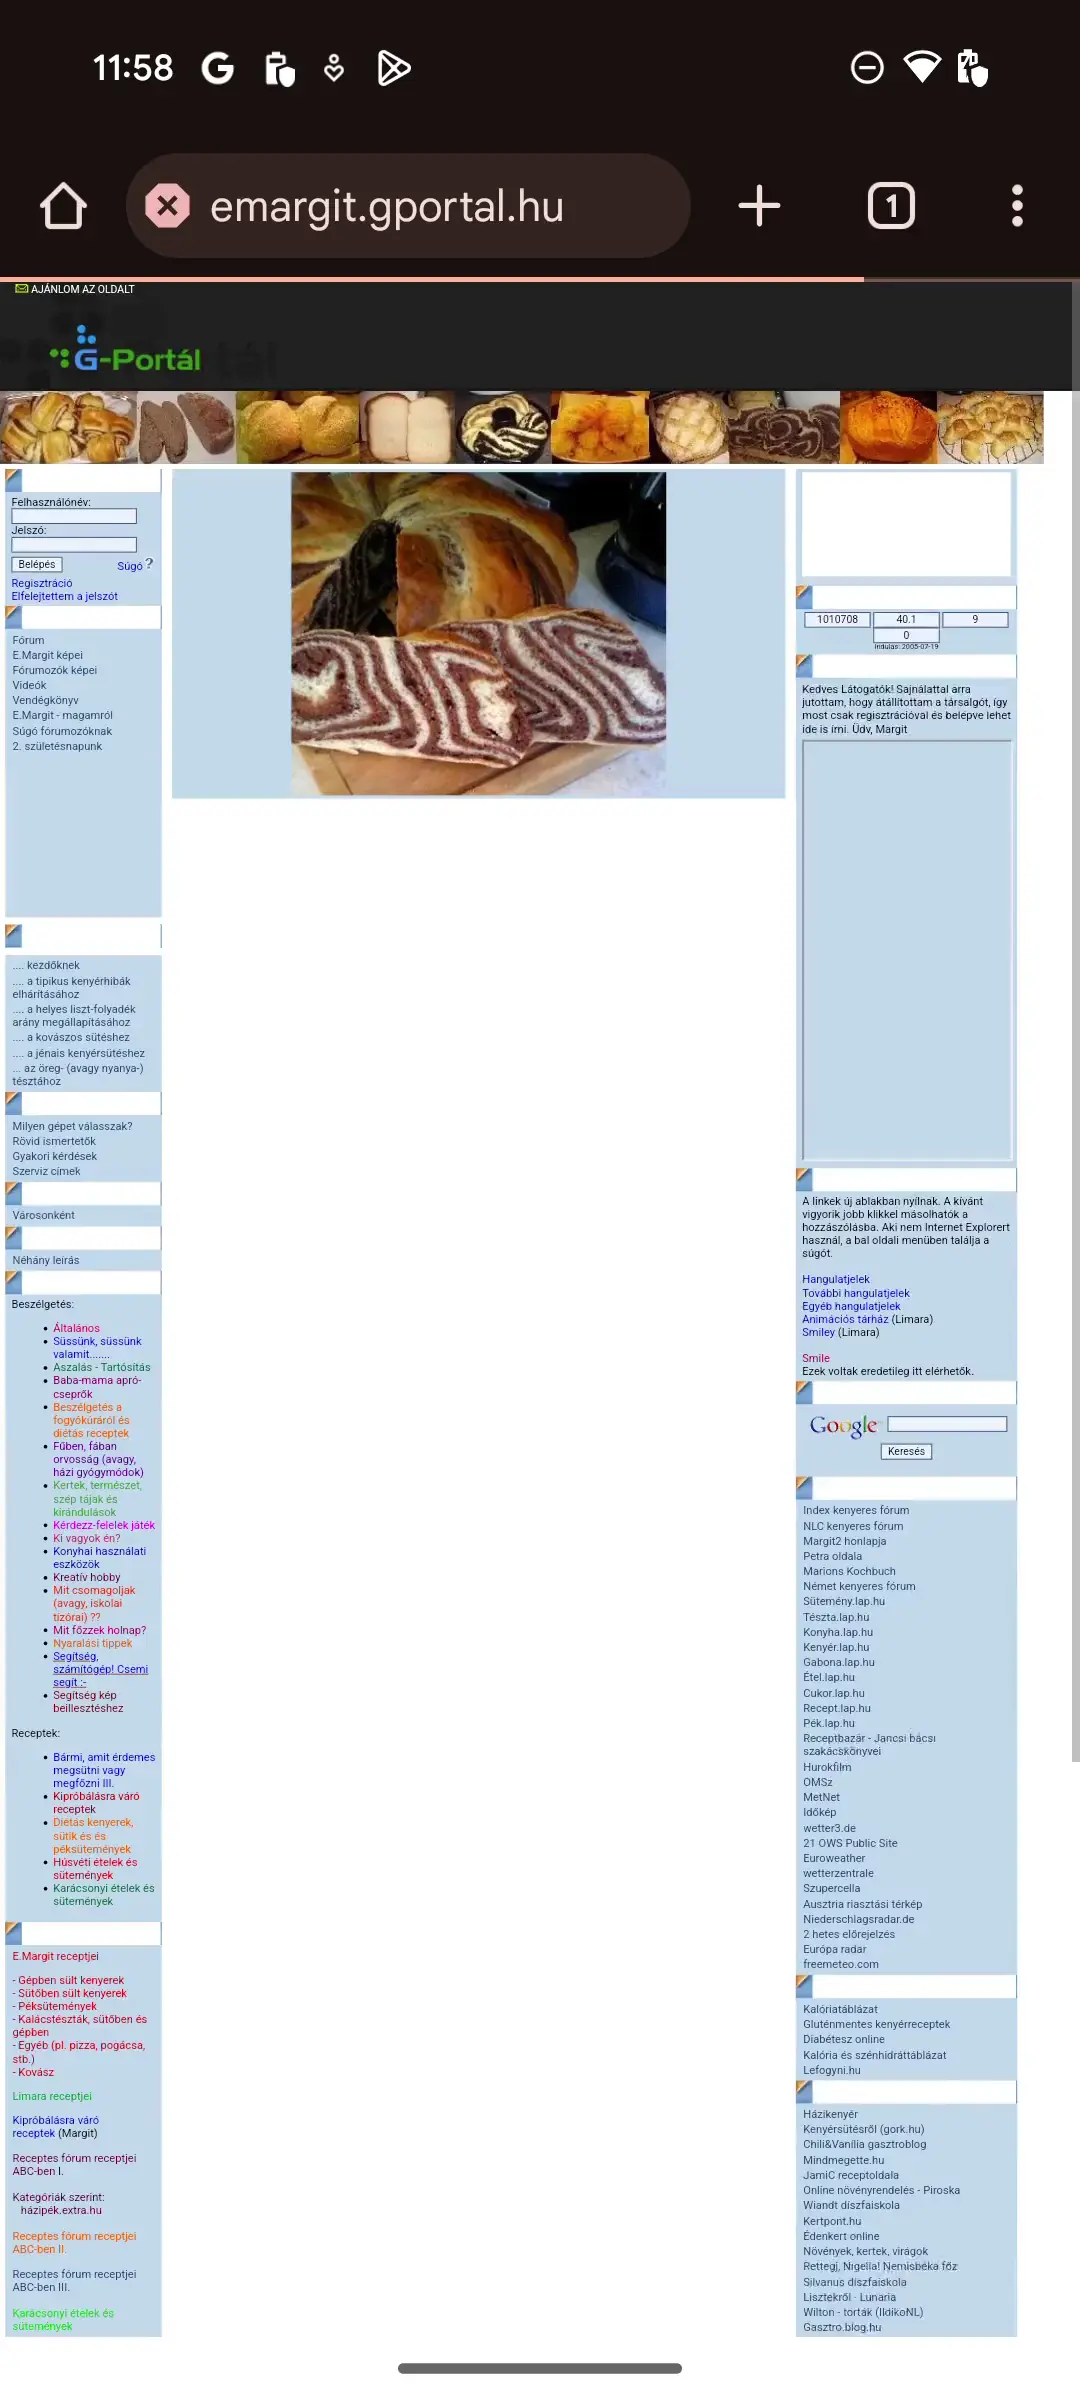 11:58
emargit.gportal.hu
1
AJÁNLOM AZ OLDALT
G-Portál
Felhasználónév:
Jelszó:
Belépés
Súgó ?
Regisztráció
Elfelejtettem a jelszót
Fórum
E.Margit képei
Fórumozók képei
Videók
Vendégkönyv
E.Margit - magamról
Súgó fórumozóknak
2. születésnapunk
.... kezdőknek
.... a tipikus kenyérhibák
elhárításához
.... a helyes liszt-folyadék
arány megállapításához
.... a kovászos sütéshez
.... a jénais kenyérsütéshez
... az öreg- (avagy nyanya-)
tésztához
Milyen gépet válasszak?
Rövid ismertetők
Gyakori kérdések
Szerviz címek
Városonként
Néhány leírás
Beszélgetés:
Általános
Süssünk, süssünk
valamit.......
Aszalás - Tartósítás
Baba-mama apró-
cseprők
Beszélgetés a
fogyókúráról és
diétás receptek
Fűben, fában
orvosság (avagy,
házi gyógymódok)
Kertek, természet,
szép tájak és
kirándulások
Kérdezz-felelek játék
Ki vagyok én?
Konyhai használati
eszközök
Kreatív hobby
Mit csomagoljak
(avagy, iskolai
tízórai) ??
Mit főzzek holnap?
Nyaralási tippek
Segítség,
számítógép! Csemi
segít :-
Segítség kép
beillesztéshez
Receptek:
Bármi, amit érdemes
megsütni vagy
megfőzni III.
Kipróbálásra váró
receptek
Diétás kenyerek,
sütik és és
péksütemények
Húsvéti ételek és
sütemények
Karácsonyi ételek és
sütemények
E.Margit receptjei
- Gépben sült kenyerek
- Sütőben sült kenyerek
- Péksütemények
- Kalácstészták, sütőben és
gépben
- Egyéb (pl. pizza, pogácsa,
stb.)
- Kovász
Limara receptjei
Kipróbálásra váró
receptek (Margit)
Receptes fórum receptjei
ABC-ben I.
Kategóriák szerint:
házipék.extra.hu
Receptes fórum receptjei
ABC-ben II.
Receptes fórum receptjei
ABC-ben III.
Karácsonyi ételek és
sütemények
1010708
40.1
9
0
Indulás: 2005-07-19
Kedves Látogatók! Sajnálattal arra
jutottam, hogy átállítottam a társalgót, így
most csak regisztrációval és belépve lehet
ide is írni. Üdv, Margit
A linkek új ablakban nyílnak. A kívánt
vigyorik jobb klikkel másolhatók a
hozzászólásba. Aki nem Internet Explorert
használ, a bal oldali menüben találja a
súgót.
Hangulatjelek
További hangulatjelek
Egyéb hangulatjelek
Animációs tárház (Limara)
Smiley (Limara)
Smile
Ezek voltak eredetileg itt elérhetők.
Google
Keresés
Index kenyeres fórum
NLC kenyeres fórum
Margit2 honlapja
Petra oldala
Marions Kochbuch
Német kenyeres fórum
Sütemény.lap.hu
Tészta.lap.hu
Konyha.lap.hu
Kenyér.lap.hu
Gabona.lap.hu
Étel.lap.hu
Cukor.lap.hu
Recept.lap.hu
Pék.lap.hu
Receptbazár - Jancsi bácsi
szakácskönyvei
Hurokfilm
OMSz
MetNet
Időkép
wetter3.de
21 OWS Public Site
Euroweather
wetterzentrale
Szupercella
Ausztria riasztási térkép
Niederschlagsradar.de
2 hetes előrejelzés
Európa radar
freemeteo.com
Kalóriatáblázat
Gluténmentes kenyérreceptek
Diabétesz online
Kalória és szénhidráttáblázat
Lefogyni.hu
Házikenyér
Kenyérsütésről (gork.hu)
Chili&Vanília gasztroblog
Mindmegette.hu
JamiC receptoldala
Online növényrendelés - Piroska
Wiandt díszfaiskola
Kertpont.hu
Édenkert online
Növények, kertek, virágok
Rettegj, Nigella! Nemisbéka főz
Silvanus díszfaiskola
Lisztekről - Lunaria
Wilton - torták (IldikoNL)
Gasztro.blog.hu